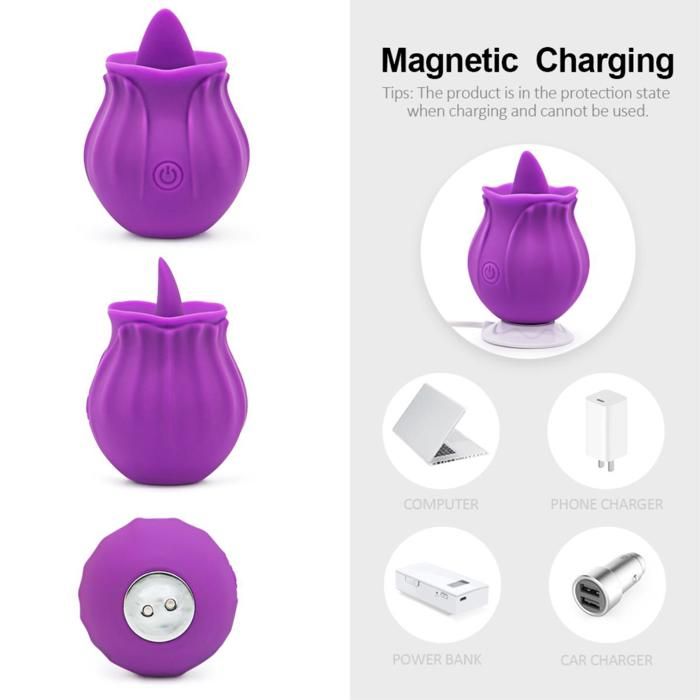 Magnetic Charging
Tips: The product is in the protection state
when charging and cannot be used.
COMPUTER
PHONE CHARGER
POWER BANK
CAR CHARGER